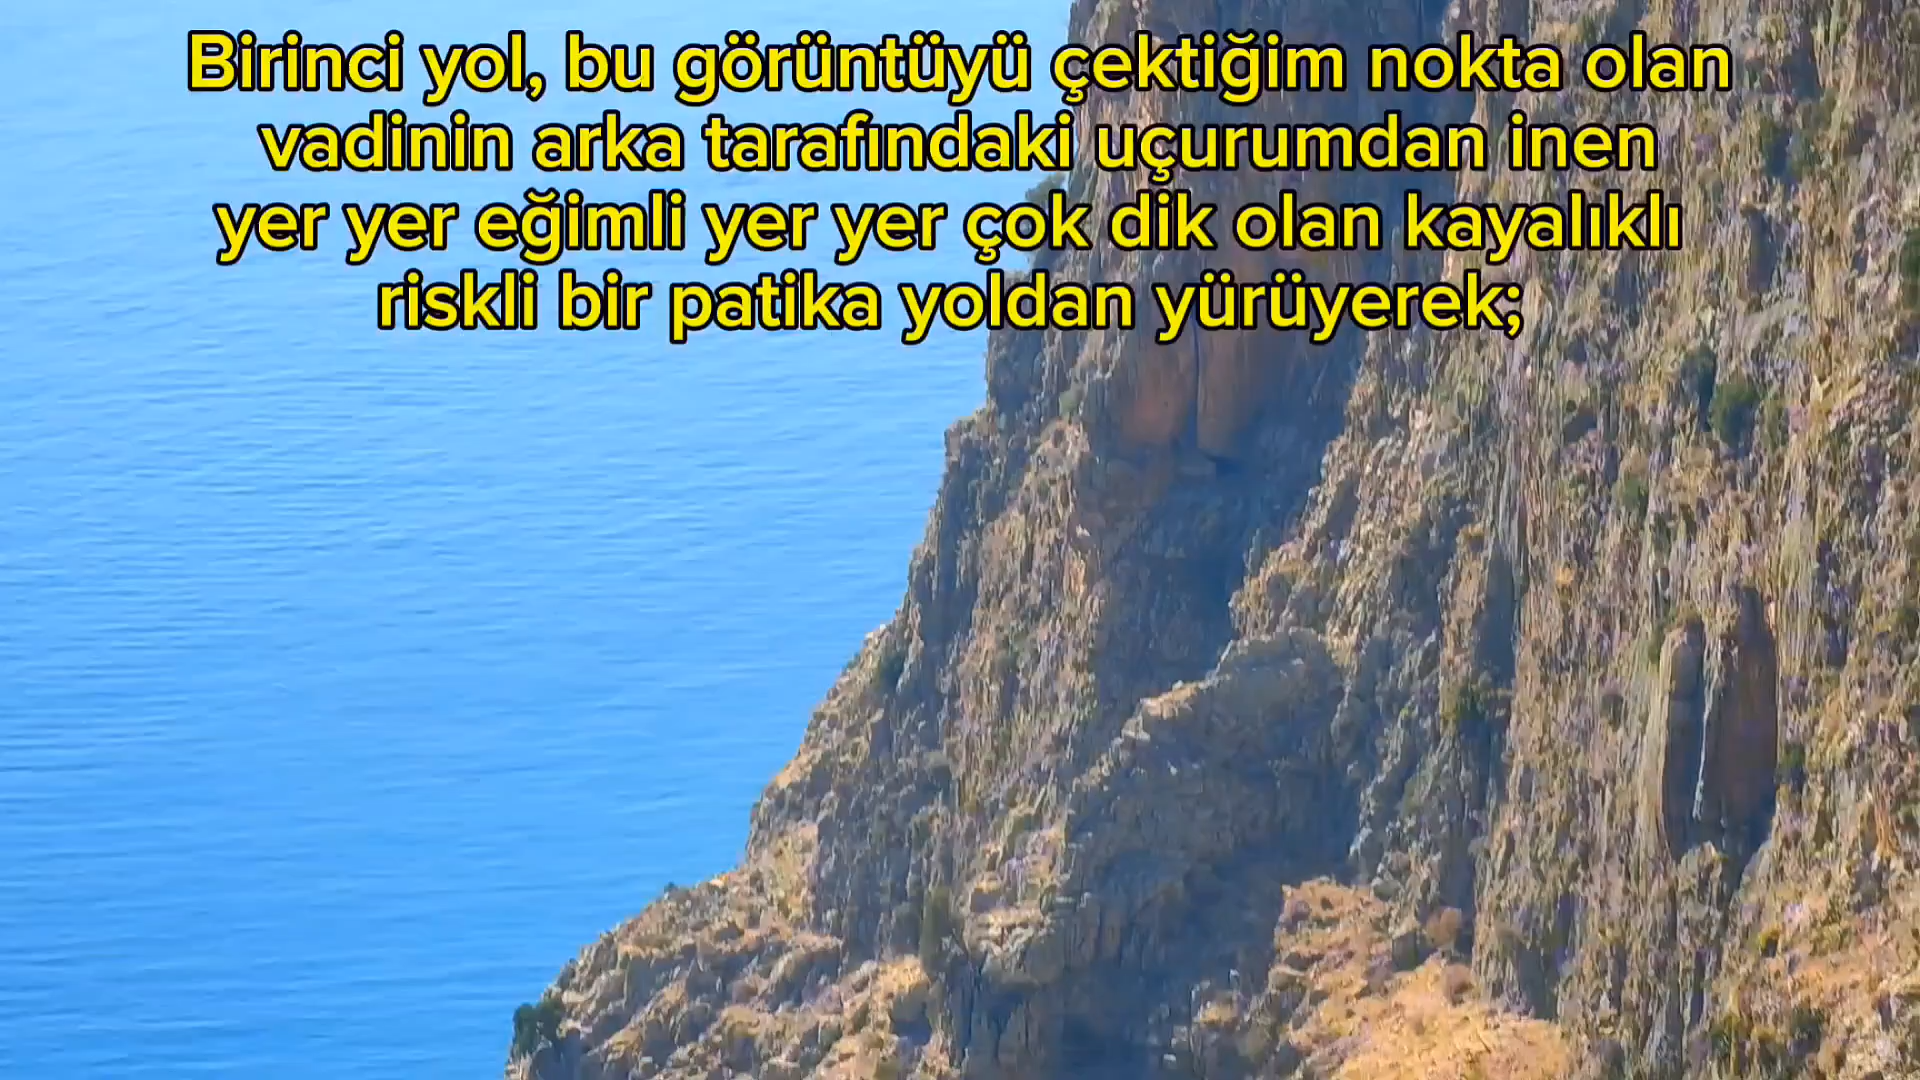 Birinci yol, bu görüntüyü çektiğim nokta olan
vadinin arka tarafındaki uçurumdan inen
yer yer eğimli yer yer çok dik olan kayalıklı
riskli bir patika yoldan yürüyerek;